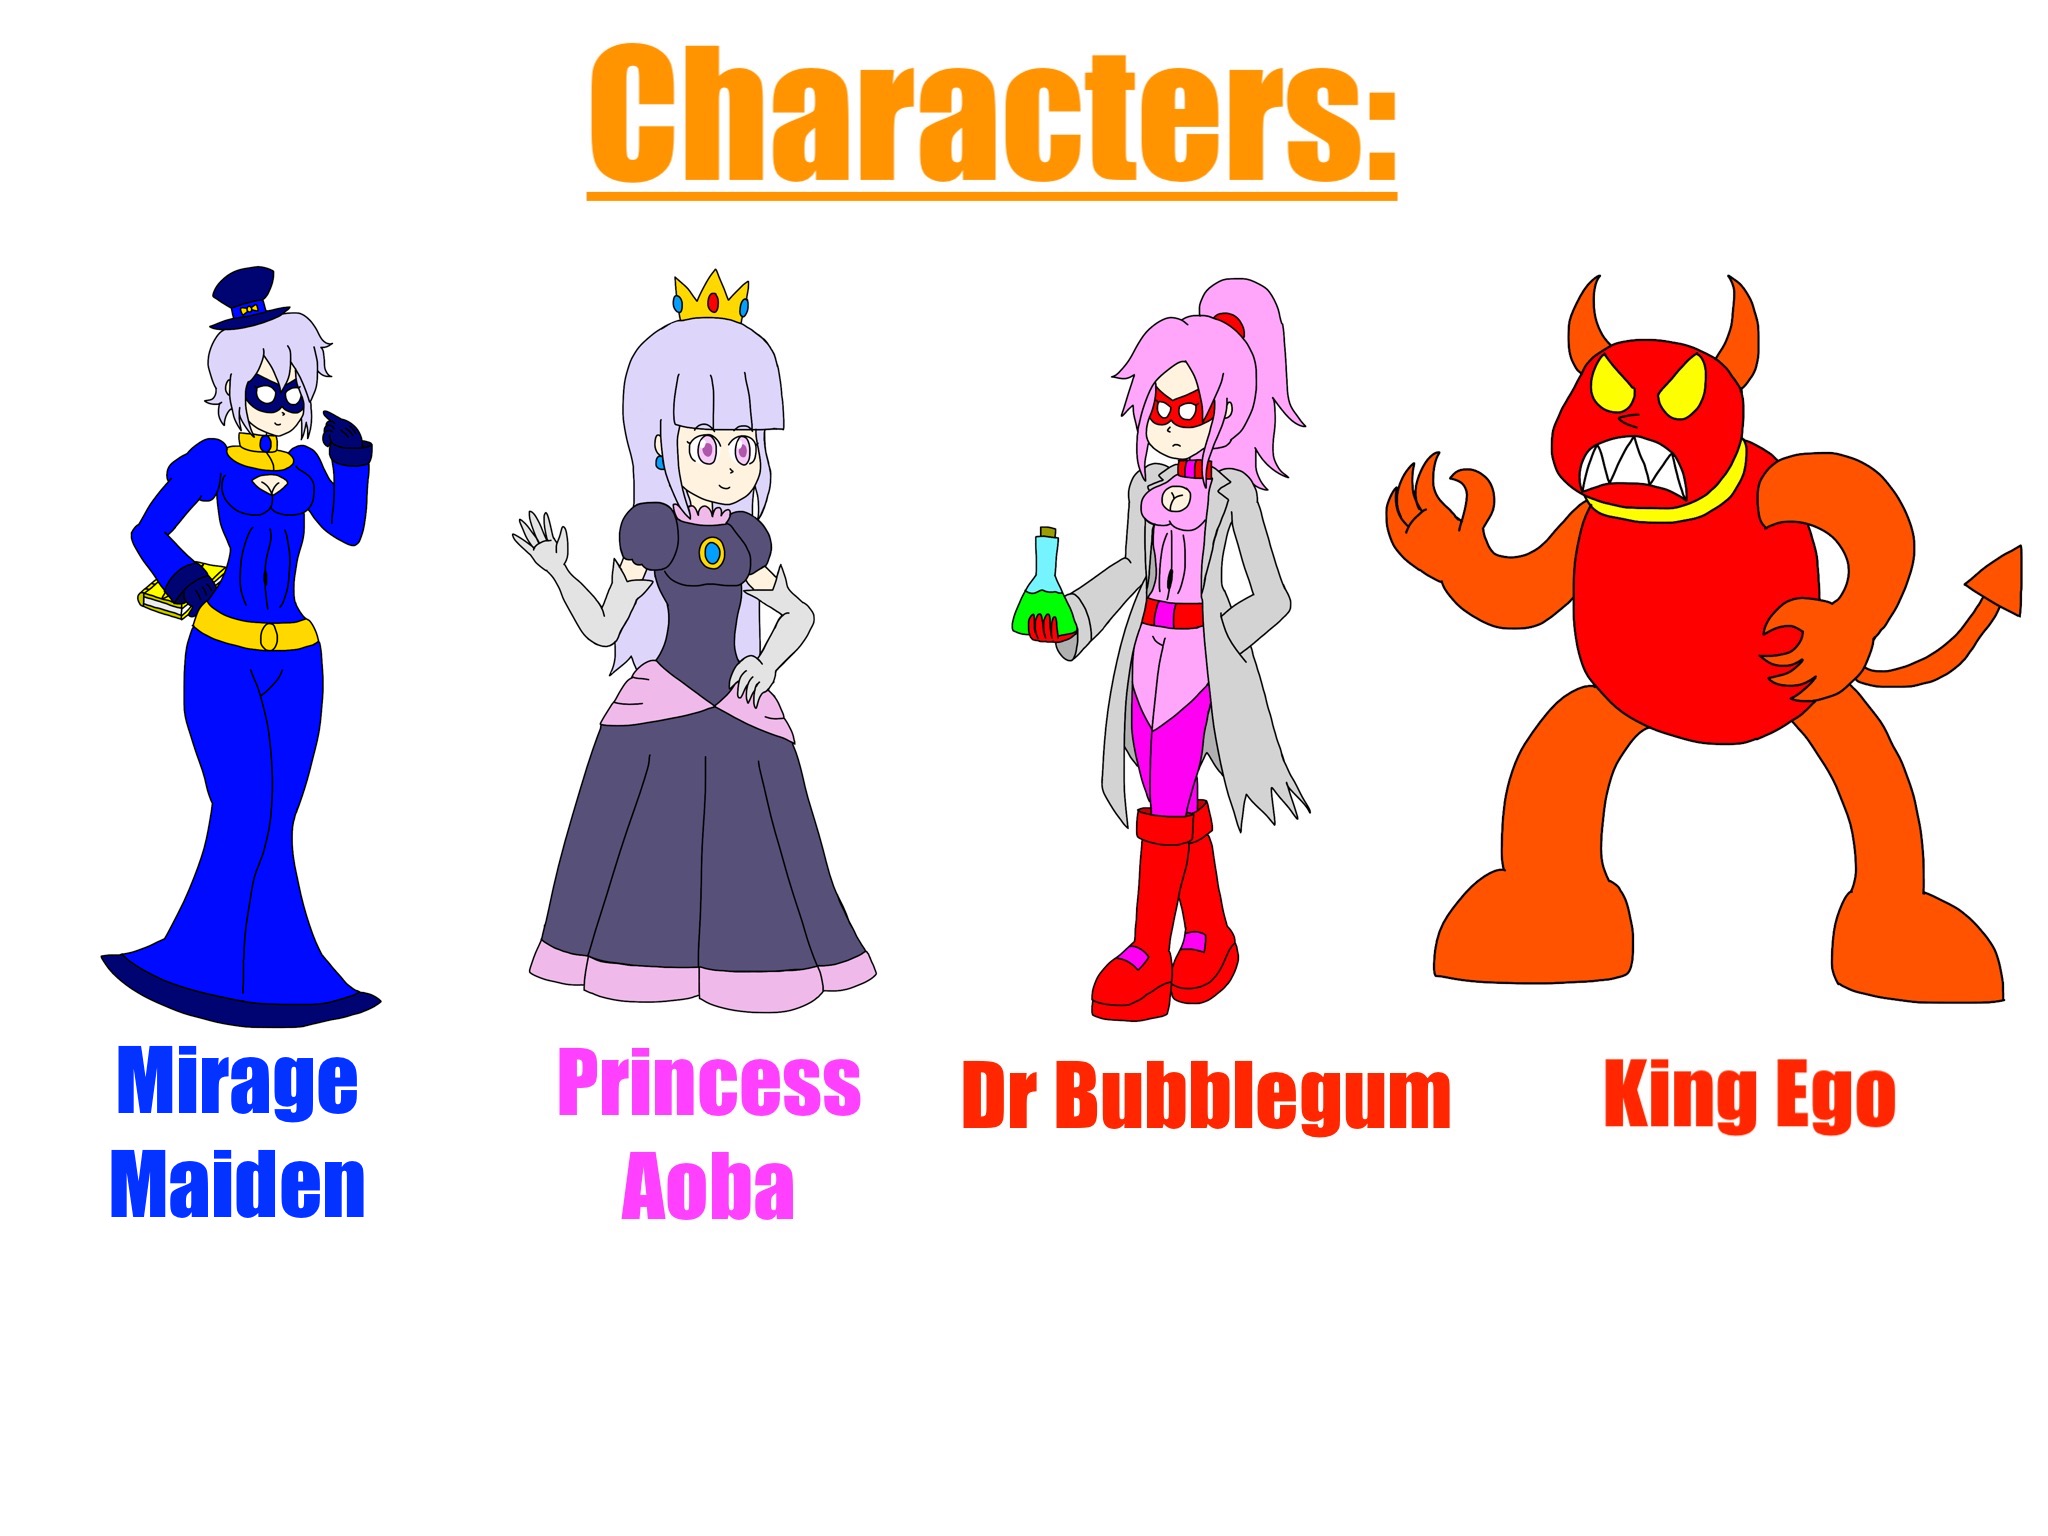 Characters:
Mirage
Maiden
Princess
Aoba
Dr Bubblegum
King Ego